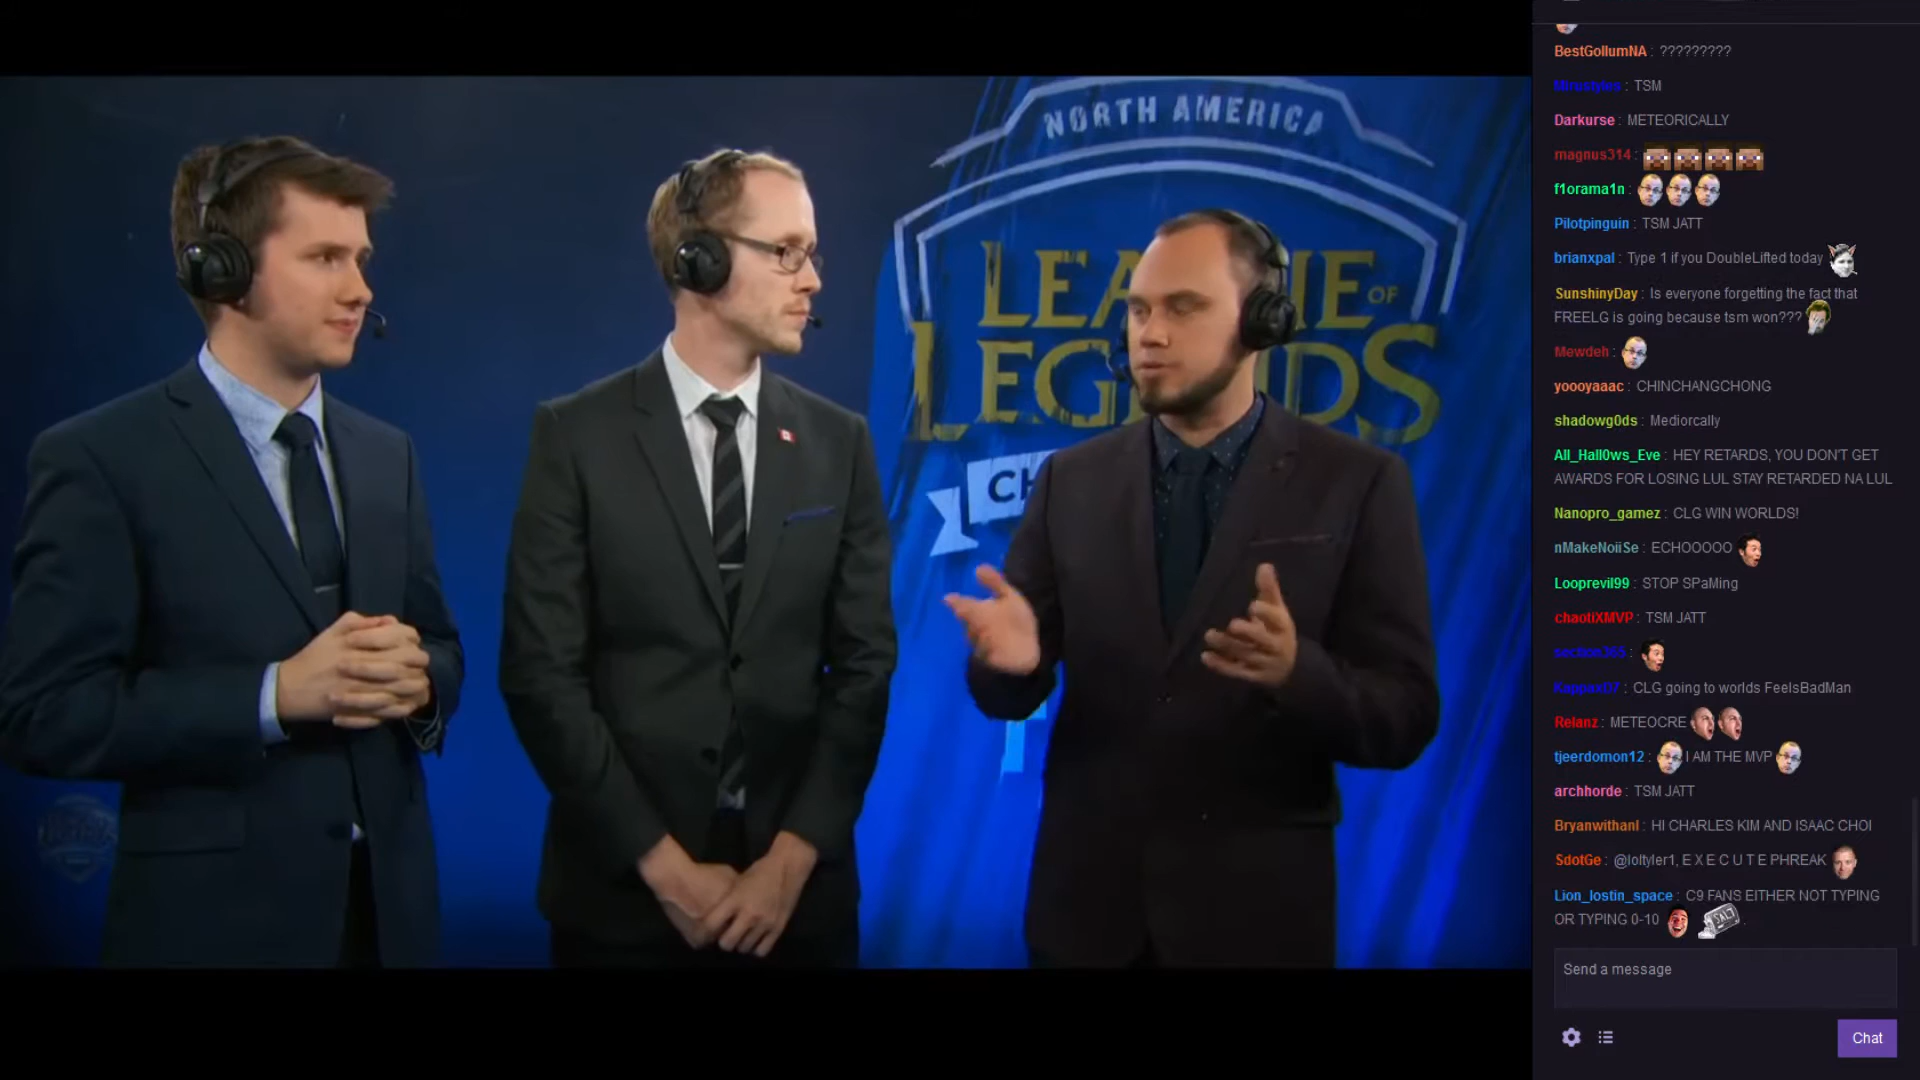 NORTH AMERICA
LEAGUE OF
LEGENDS
CH
BestGollumNA : ?????????
Minustyles : TSM
Darkurse : METEORICALLY
magnus314 :
f1orama1n :
Pilotpinguin : TSM JATT
brianxpal : Type 1 if you DoubleLifted today
SunshinyDay : Is everyone forgetting the fact that
FREELG is going because tsm won???
Mewdeh :
yoooyaaac : CHINCHANGCHONG
shadowg0ds : Mediorcally
All_Hall0ws_Eve : HEY RETARDS, YOU DON'T GET
AWARDS FOR LOSING LUL STAY RETARDED NA LUL
Nanopro_gamez : CLG WIN WORLDS!
nMakeNoiiSe : ECHOOOOO
Looprevil99 : STOP SPaMing
chaotiXMVP : TSM JATT
section365 :
Kappax07 : CLG going to worlds FeelsBadMan
Relanz : METEOCRE
tjeerdomon12 : I AM THE MVP
archhorde : TSM JATT
Bryanwithanl : HI CHARLES KIM AND ISAAC CHOI
SdotGe : @loltyler1, E X E C U T E PHREAK
Lion_lostin_space : C9 FANS EITHER NOT TYPING
OR TYPING 0-10 SALT .
Send a message
Chat